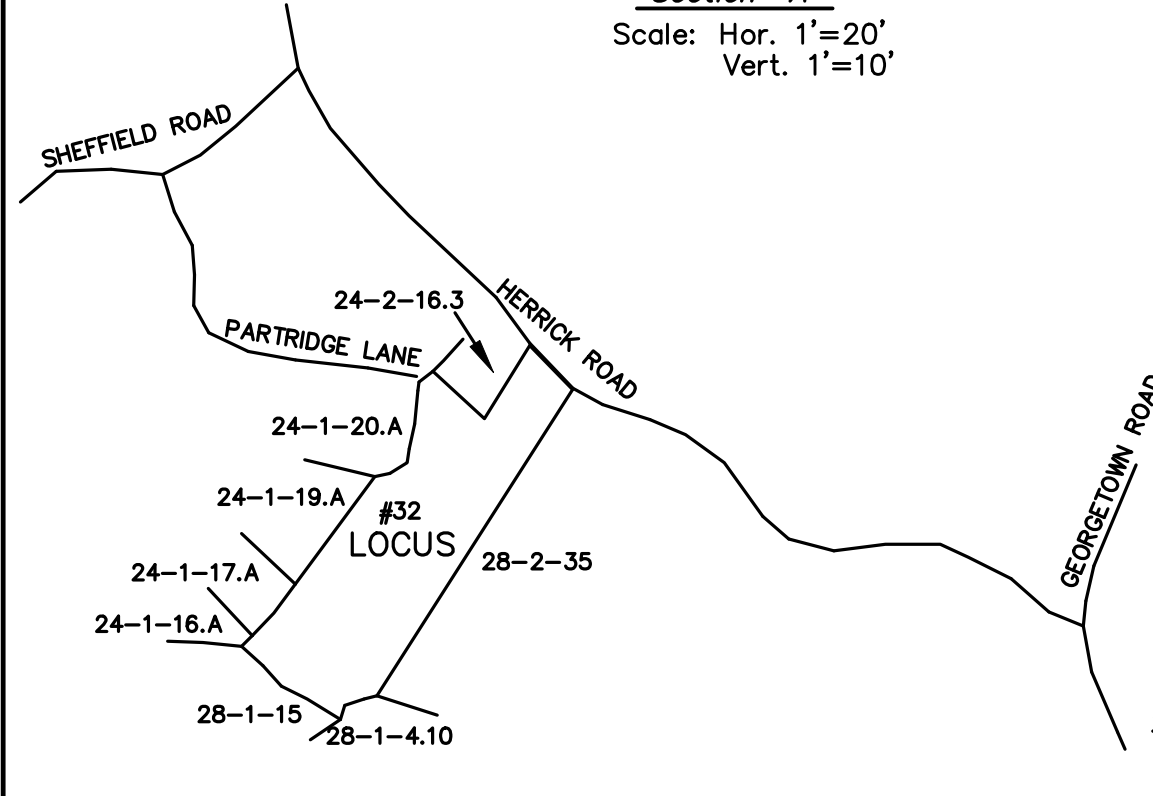 Scale: Hor. 1'=20'
Vert. 1'=10'
SHEFFIELD ROAD
24-2-16.3
HERRICK ROAD
PARTRIDGE LANE
24-1-20.A
GEORGETOWN ROAD
24-1-19.A
#32
LOCUS
28-2-35
24-1-17.A
24-1-16.A
28-1-15
28-1-4.10